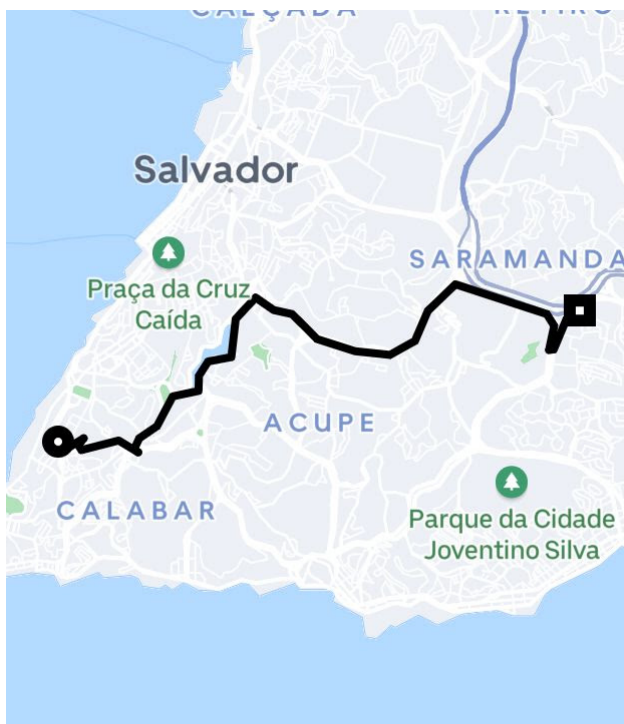 Salvador
SARAMANDA
Praça da Cruz
Caída
ACUPE
CALABAR
Parque da Cidade
Joventino Silva